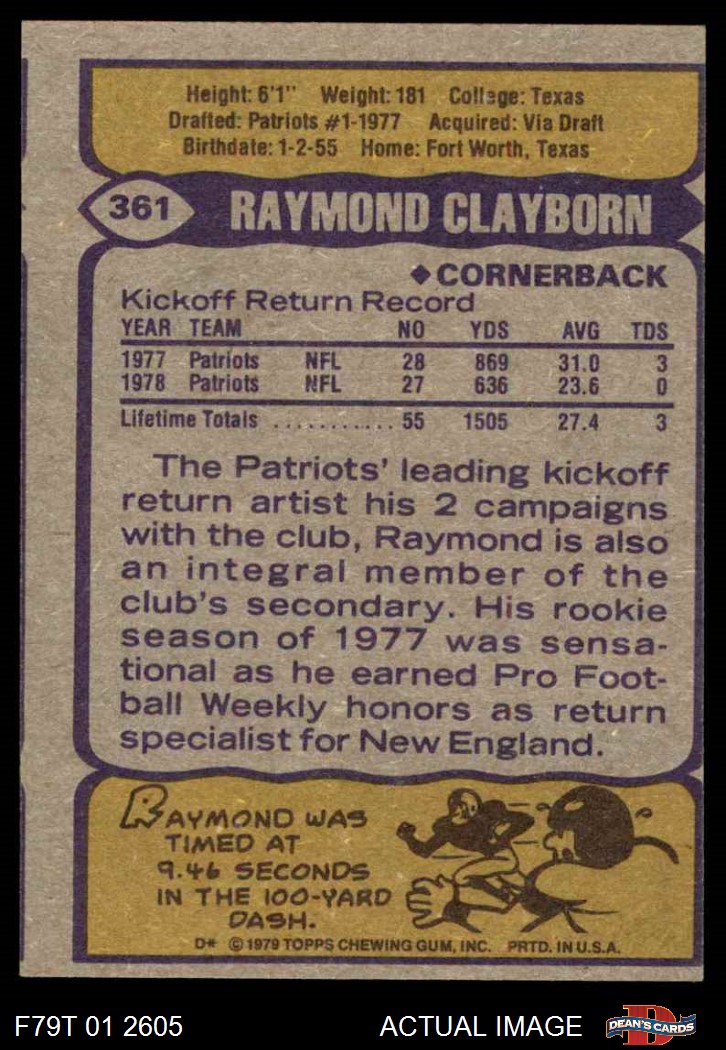 Height: 6'1" Weight: 181 College: Texas
Drafted: Patriots #1-1977 Acquired: Via Draft
Birthdate: 1-2-55 Home: Fort Worth, Texas
361 RAYMOND CLAYBORN
◆CORNERBACK
Kickoff Return Record
YEAR TEAM NO YDS AVG TDS
1977 Patriots NFL 28 869 31.0 3
1978 Patriots NFL 27 636 23.6 0
Lifetime Totals ........... 55 1505 27.4 3
The Patriots' leading kickoff
return artist his 2 campaigns
with the club, Raymond is also
an integral member of the
club's secondary. His rookie
season of 1977 was sensa-
tional as he earned Pro Foot-
ball Weekly honors as return
specialist for New England.
RAYMOND WAS
TIMED AT
9.46 SECONDS
IN THE 100-YARD
DASH.
D* ©1979 TOPPS CHEWING GUM, INC. PRTD. IN U.S.A.
F79T 01 2605 ACTUAL IMAGE D DEAN'S CARDS